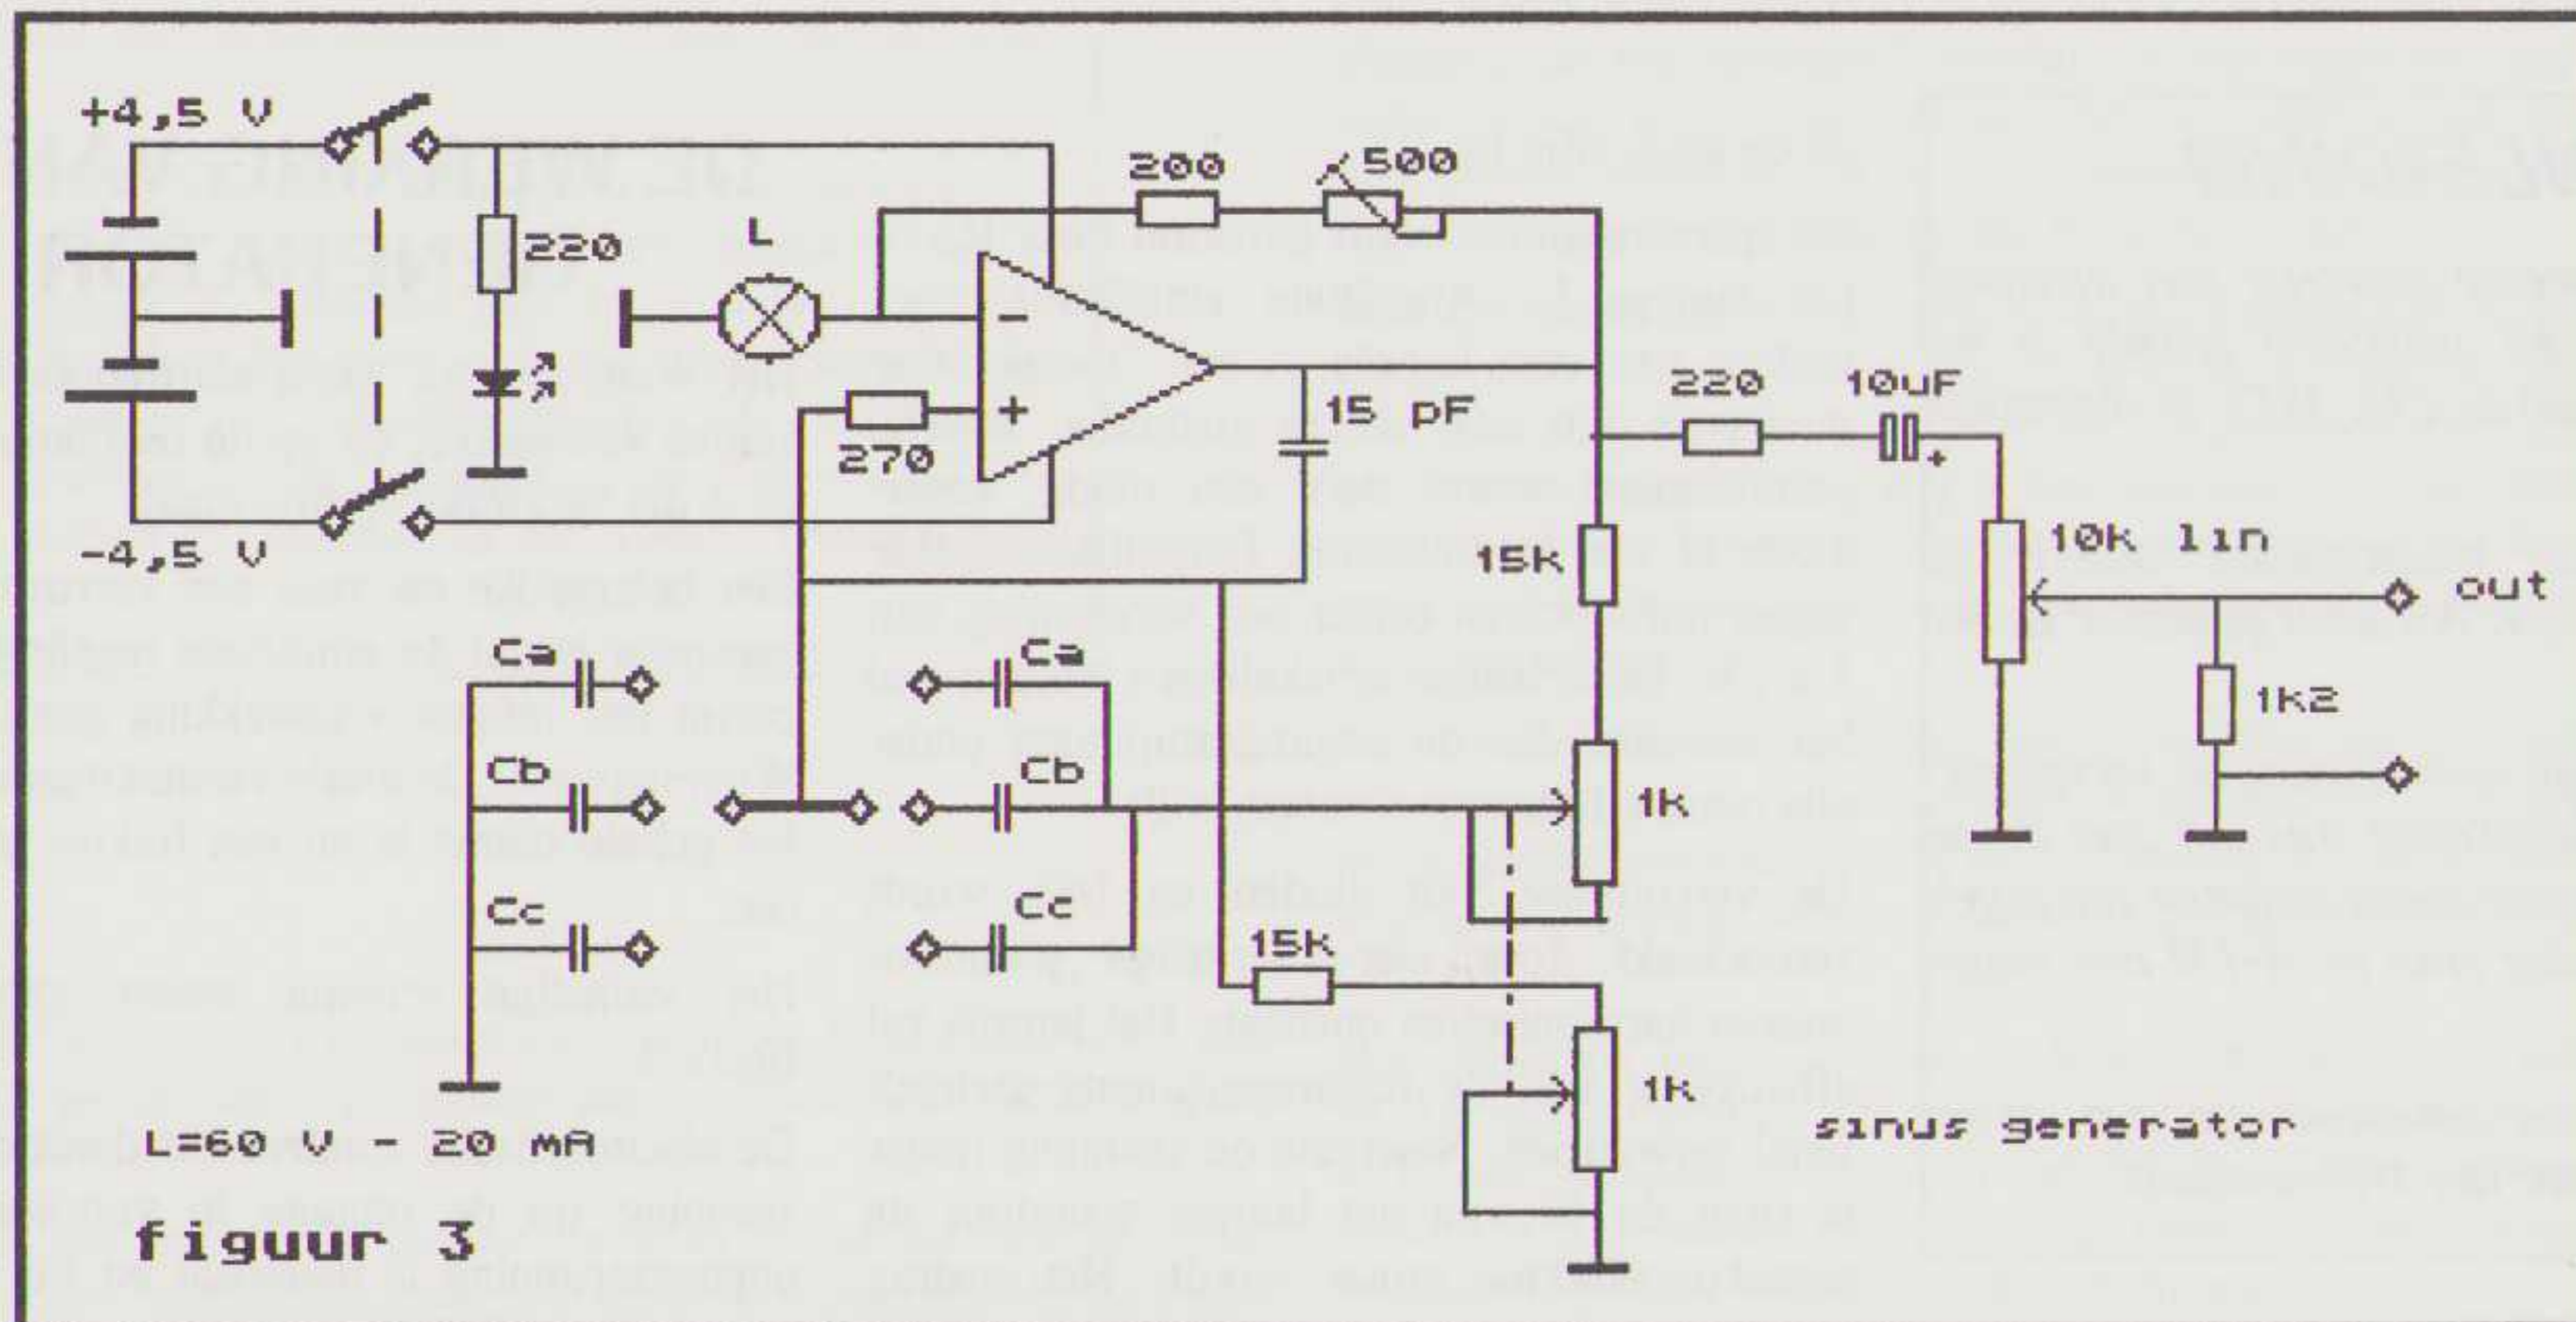 +4,5 V
220
L
200
500
-
+
270
15 pF
220
10uF
+
-4,5 V
15k
10k lin
out
Ca
Ca
1k2
Cb
Cb
1k
Cc
Cc
15k
1k
L=60 V - 20 mA
sinus generator
figuur 3